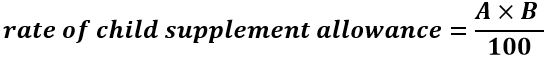 rate of child supplement allowance = A × B / 100